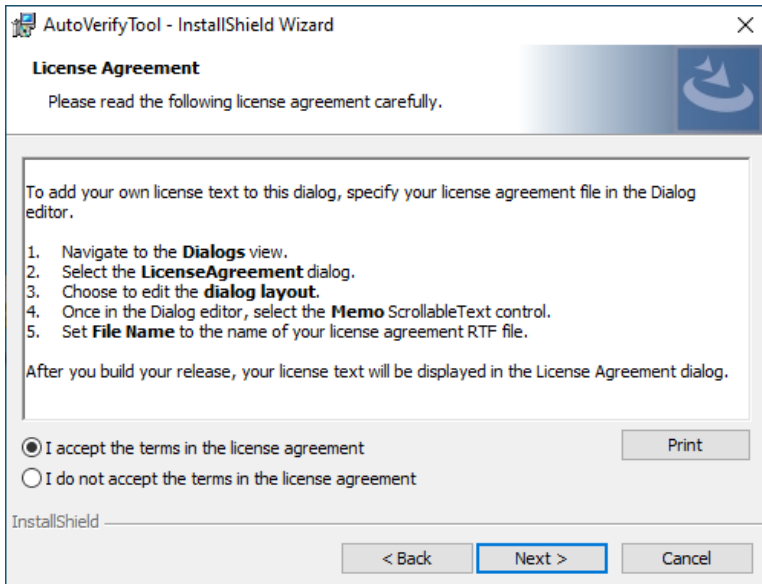 AutoVerifyTool - InstallShield Wizard
License Agreement
Please read the following license agreement carefully.
To add your own license text to this dialog, specify your license agreement file in the Dialog
editor.
1. Navigate to the Dialogs view.
2. Select the LicenseAgreement dialog.
3. Choose to edit the dialog layout.
4. Once in the Dialog editor, select the Memo ScrollableText control.
5. Set File Name to the name of your license agreement RTF file.
After you build your release, your license text will be displayed in the License Agreement dialog.
I accept the terms in the license agreement
Print
I do not accept the terms in the license agreement
InstallShield
< Back
Next >
Cancel